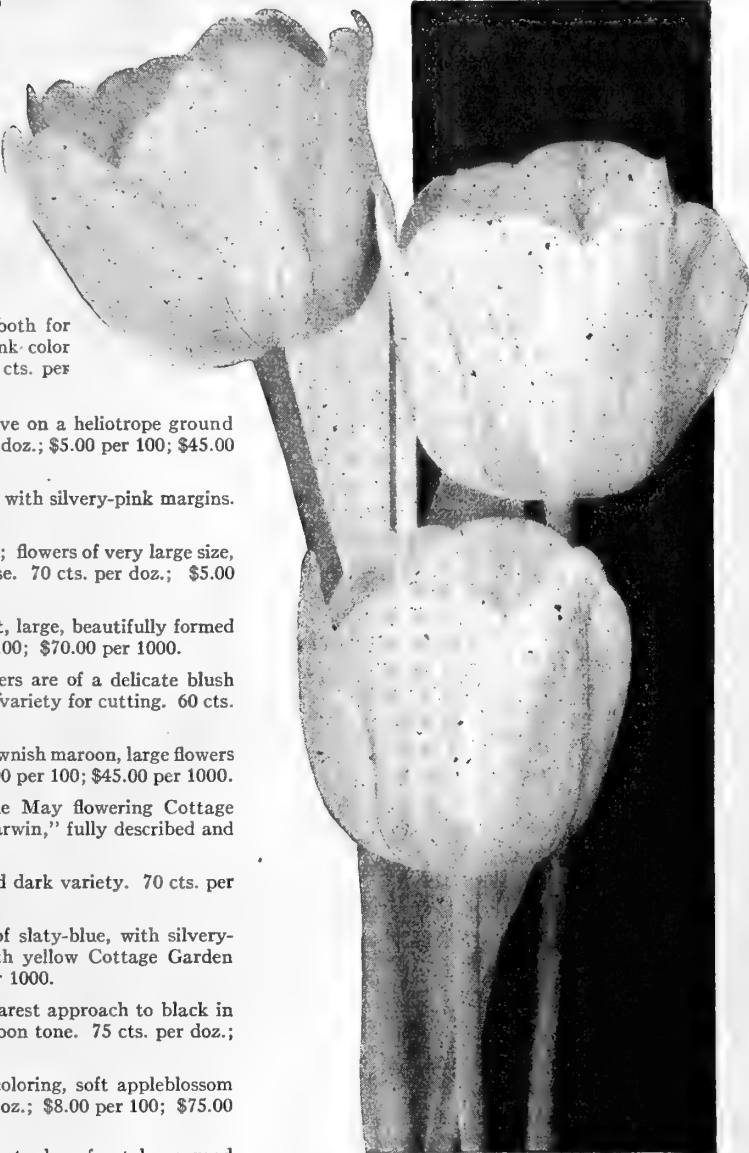 both for
nk color
cts. per
ve on a heliotrope ground
doz.; $5.00 per 100; $45.00
with silvery-pink margins.
; flowers of very large size,
se. 70 cts. per doz.; $5.00
t, large, beautifully formed
00; $70.00 per 1000.
ers are of a delicate blush
variety for cutting. 60 cts.
wnish maroon, large flowers
0 per 100; $45.00 per 1000.
e May flowering Cottage
arwin," fully described and
d dark variety. 70 cts. per
of slaty-blue, with silvery-
th yellow Cottage Garden
r 1000.
arest approach to black in
oon tone. 75 cts. per doz.;
coloring, soft appleblossom
oz.; $8.00 per 100; $75.00